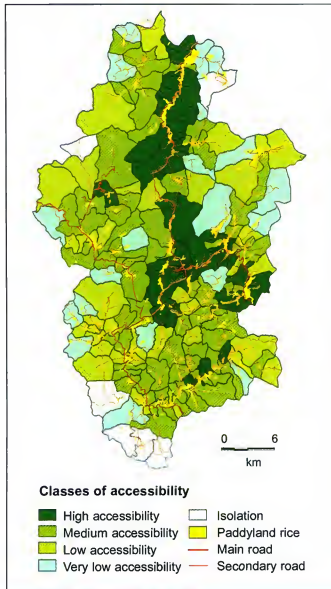 0 6
km
Classes of accessibility
High accessibility
Isolation
Medium accessibility
Paddyland rice
Low accessibility
Main road
Very low accessibility
Secondary road